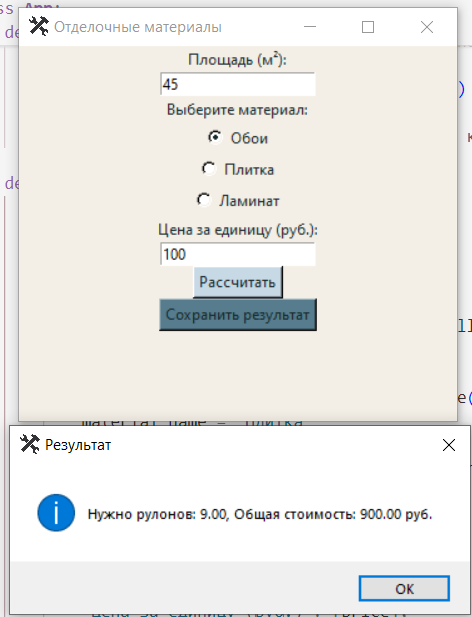 s App:
de
Отделочные материалы
Площадь (м²):
45
)
Выберите материал:
Обои
к
Плитка
de
Ламинат
Цена за единицу (руб.):
100
Рассчитать
Сохранить результат
ll
e(
material_name = "Плитка"
Результат
Нужно рулонов: 9.00, Общая стоимость: 900.00 руб.
OK